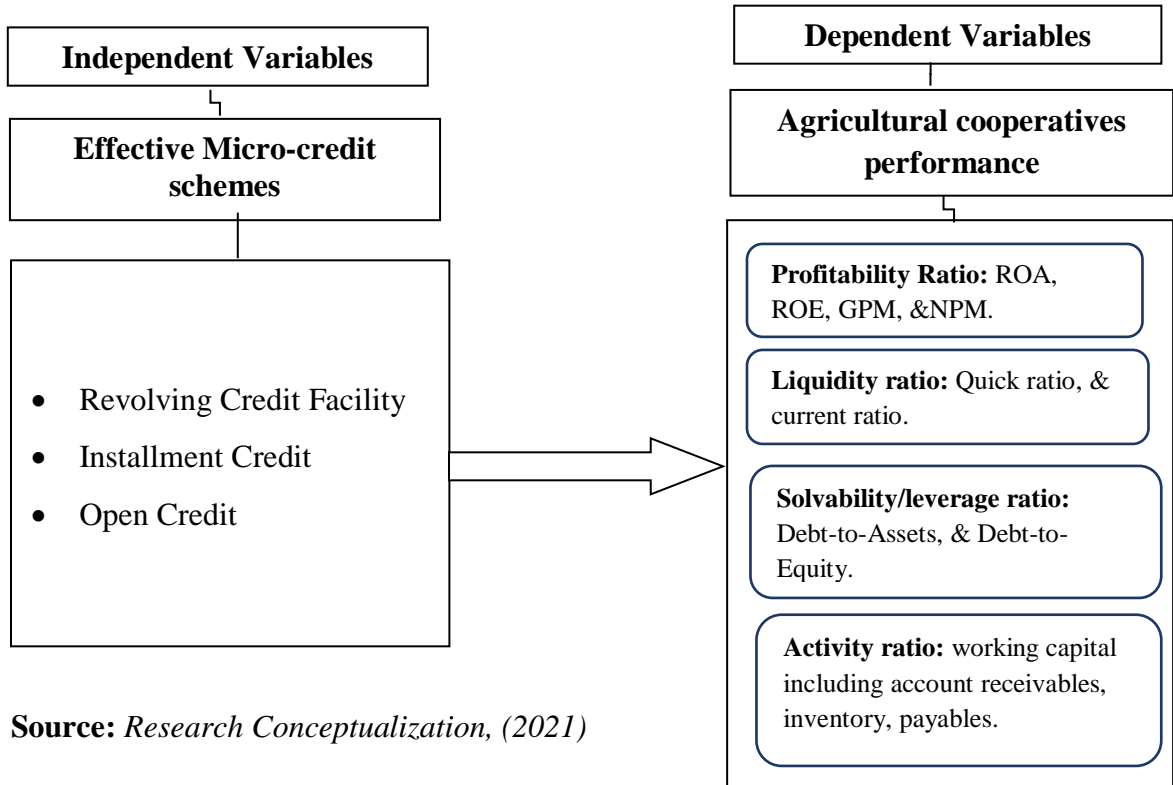 Independent Variables
Effective Micro-credit
schemes
• Revolving Credit Facility
• Installment Credit
• Open Credit
Dependent Variables
Agricultural cooperatives
performance
Profitability Ratio: ROA,
ROE, GPM, &NPM.
Liquidity ratio: Quick ratio, &
current ratio.
Solvability/leverage ratio:
Debt-to-Assets, & Debt-to-
Equity.
Activity ratio: working capital
including account receivables,
inventory, payables.
Source: Research Conceptualization, (2021)